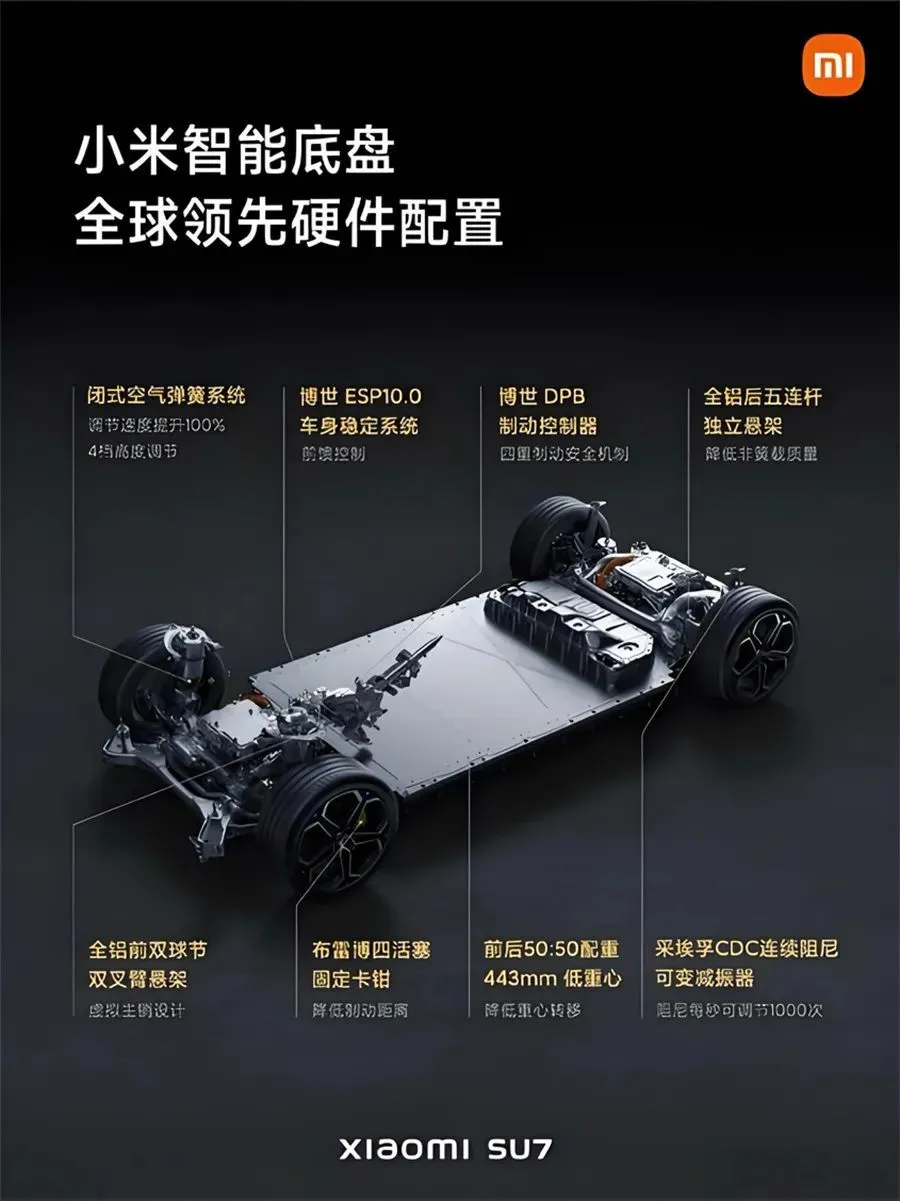 mi
小米智能底盘
全球领先硬件配置
闭式空气弹簧系统
调节速度提升100%
4档高度调节
博世 ESP10.0
车身稳定系统
前馈控制
博世 DPB
制动控制器
四重制动安全机制
全铝后五连杆
独立悬架
降低非簧载质量
全铝前双球节
双叉臂悬架
虚拟主销设计
布雷博四活塞
固定卡钳
降低制动距离
前后50:50配重
443mm 低重心
降低重心转移
采埃孚CDC连续阻尼
可变减振器
阻尼每秒可调节1000次
XIAOMI SU7